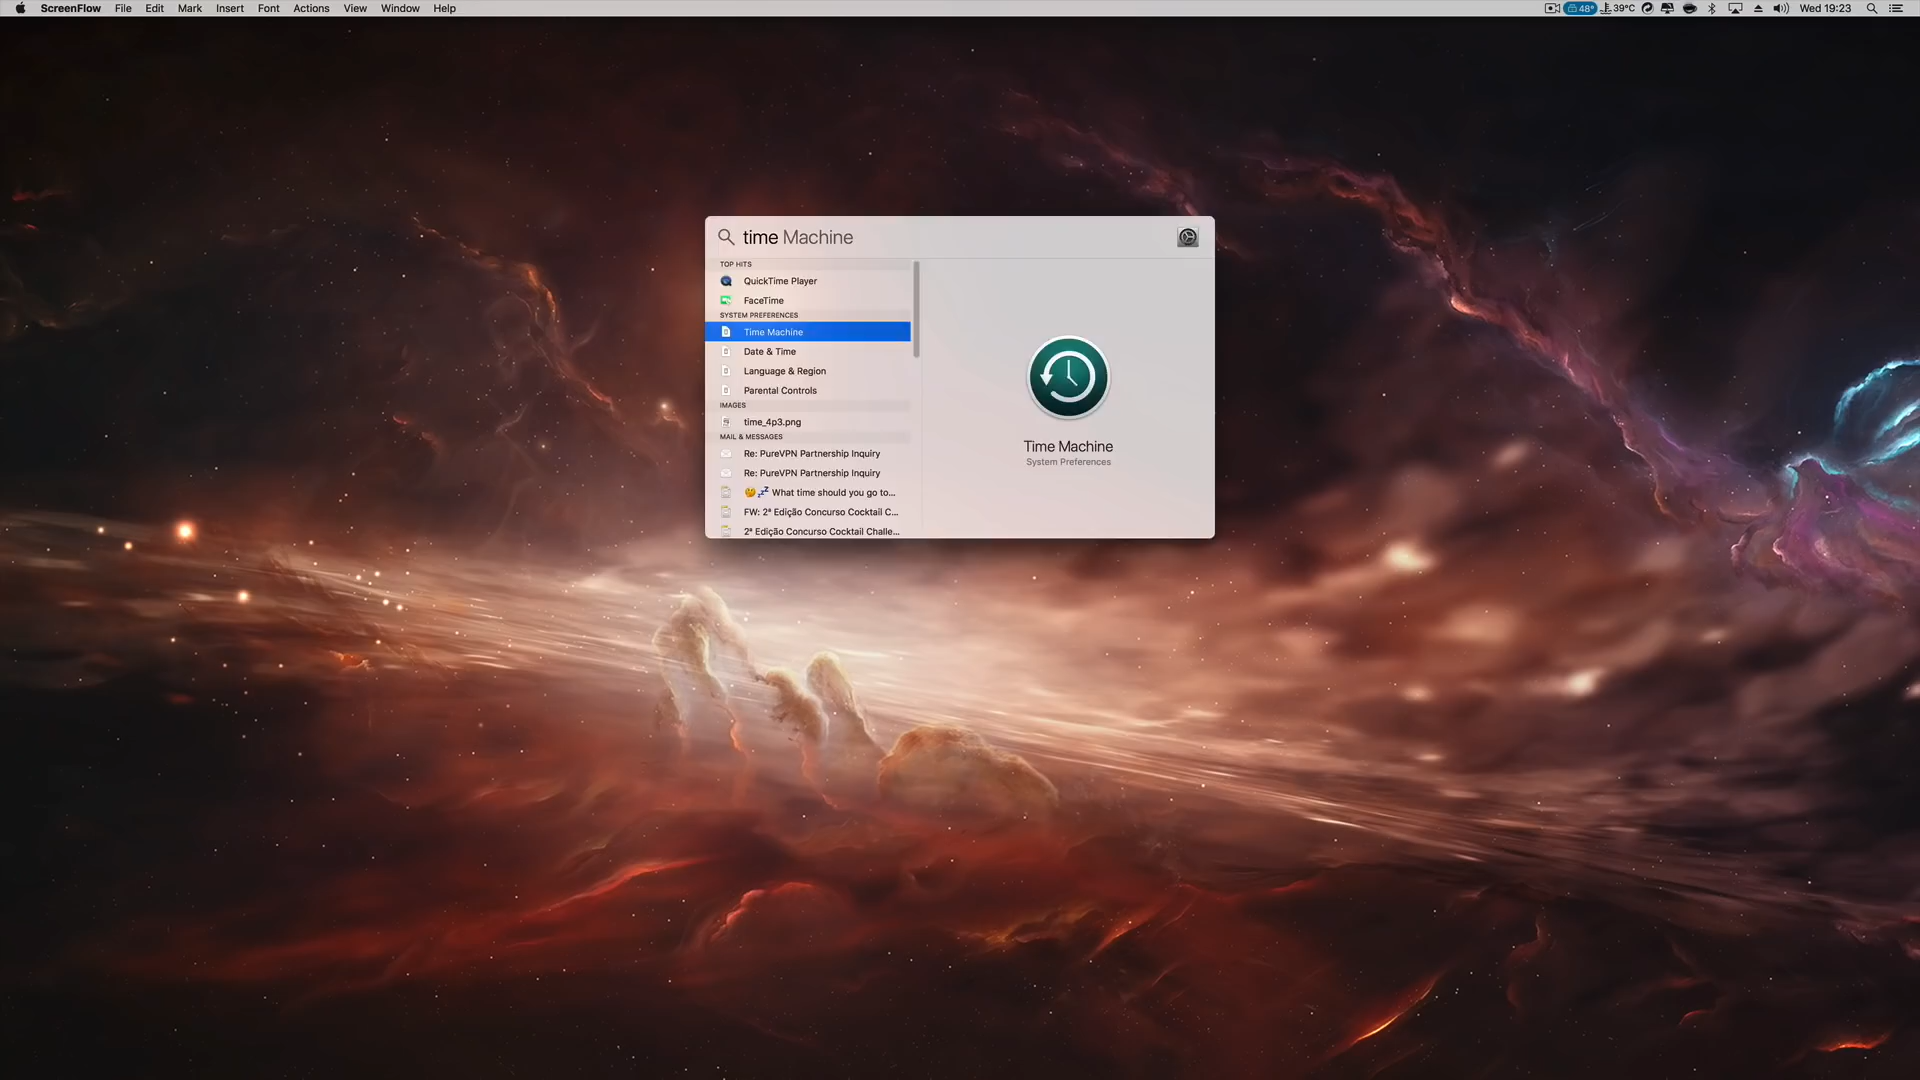 ScreenFlow File Edit Mark Insert Font Actions View Window Help 48° 39°C Wed 19:23
time Machine
TOP HITS
QuickTime Player
FaceTime
SYSTEM PREFERENCES
Time Machine
Date & Time
Language & Region
Parental Controls
IMAGES
time_4p3.png
MAIL & MESSAGES
Re: PureVPN Partnership Inquiry
Re: PureVPN Partnership Inquiry
🤔💤 What time should you go to...
FW: 2ª Edição Concurso Cocktail C...
2ª Edição Concurso Cocktail Challe...
Time Machine
System Preferences